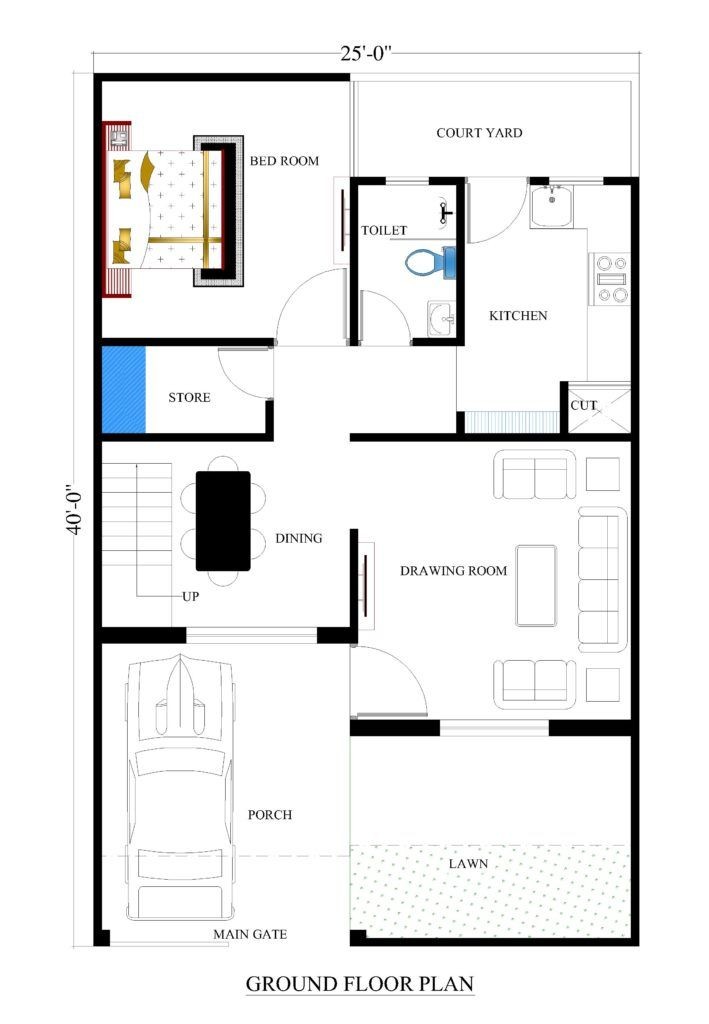 25'-0"
COURT YARD
BED ROOM
TOILET
KITCHEN
STORE
CUT
40'-0"
DINING
DRAWING ROOM
UP
PORCH
LAWN
MAIN GATE
GROUND FLOOR PLAN